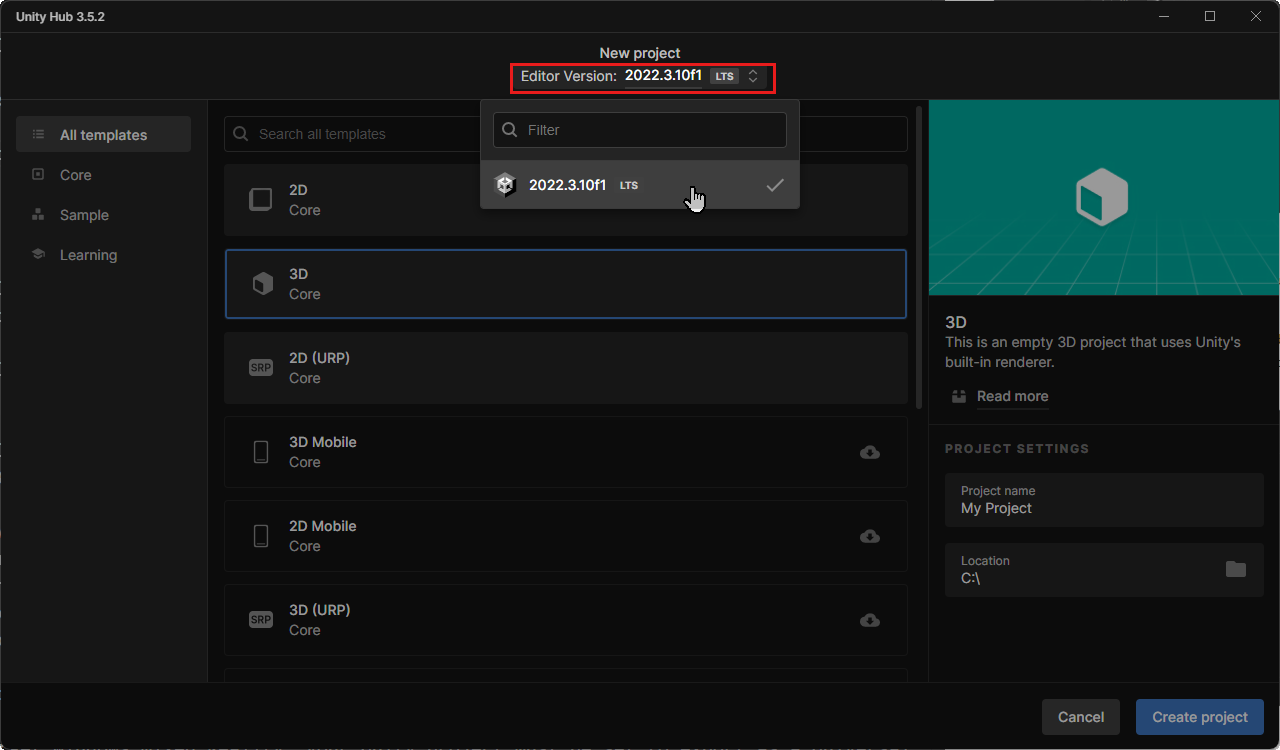 Unity Hub 3.5.2
New project
Editor Version: 2022.3.10f1 LTS
All templates
Core
Sample
Learning
Search all templates
Filter
2022.3.10f1 LTS
2D
Core
3D
Core
SRP
2D (URP)
Core
3D Mobile
Core
2D Mobile
Core
SRP
3D (URP)
Core
3D
This is an empty 3D project that uses Unity's
built-in renderer.
Read more
PROJECT SETTINGS
Project name
My Project
Location
C:\
Cancel
Create project